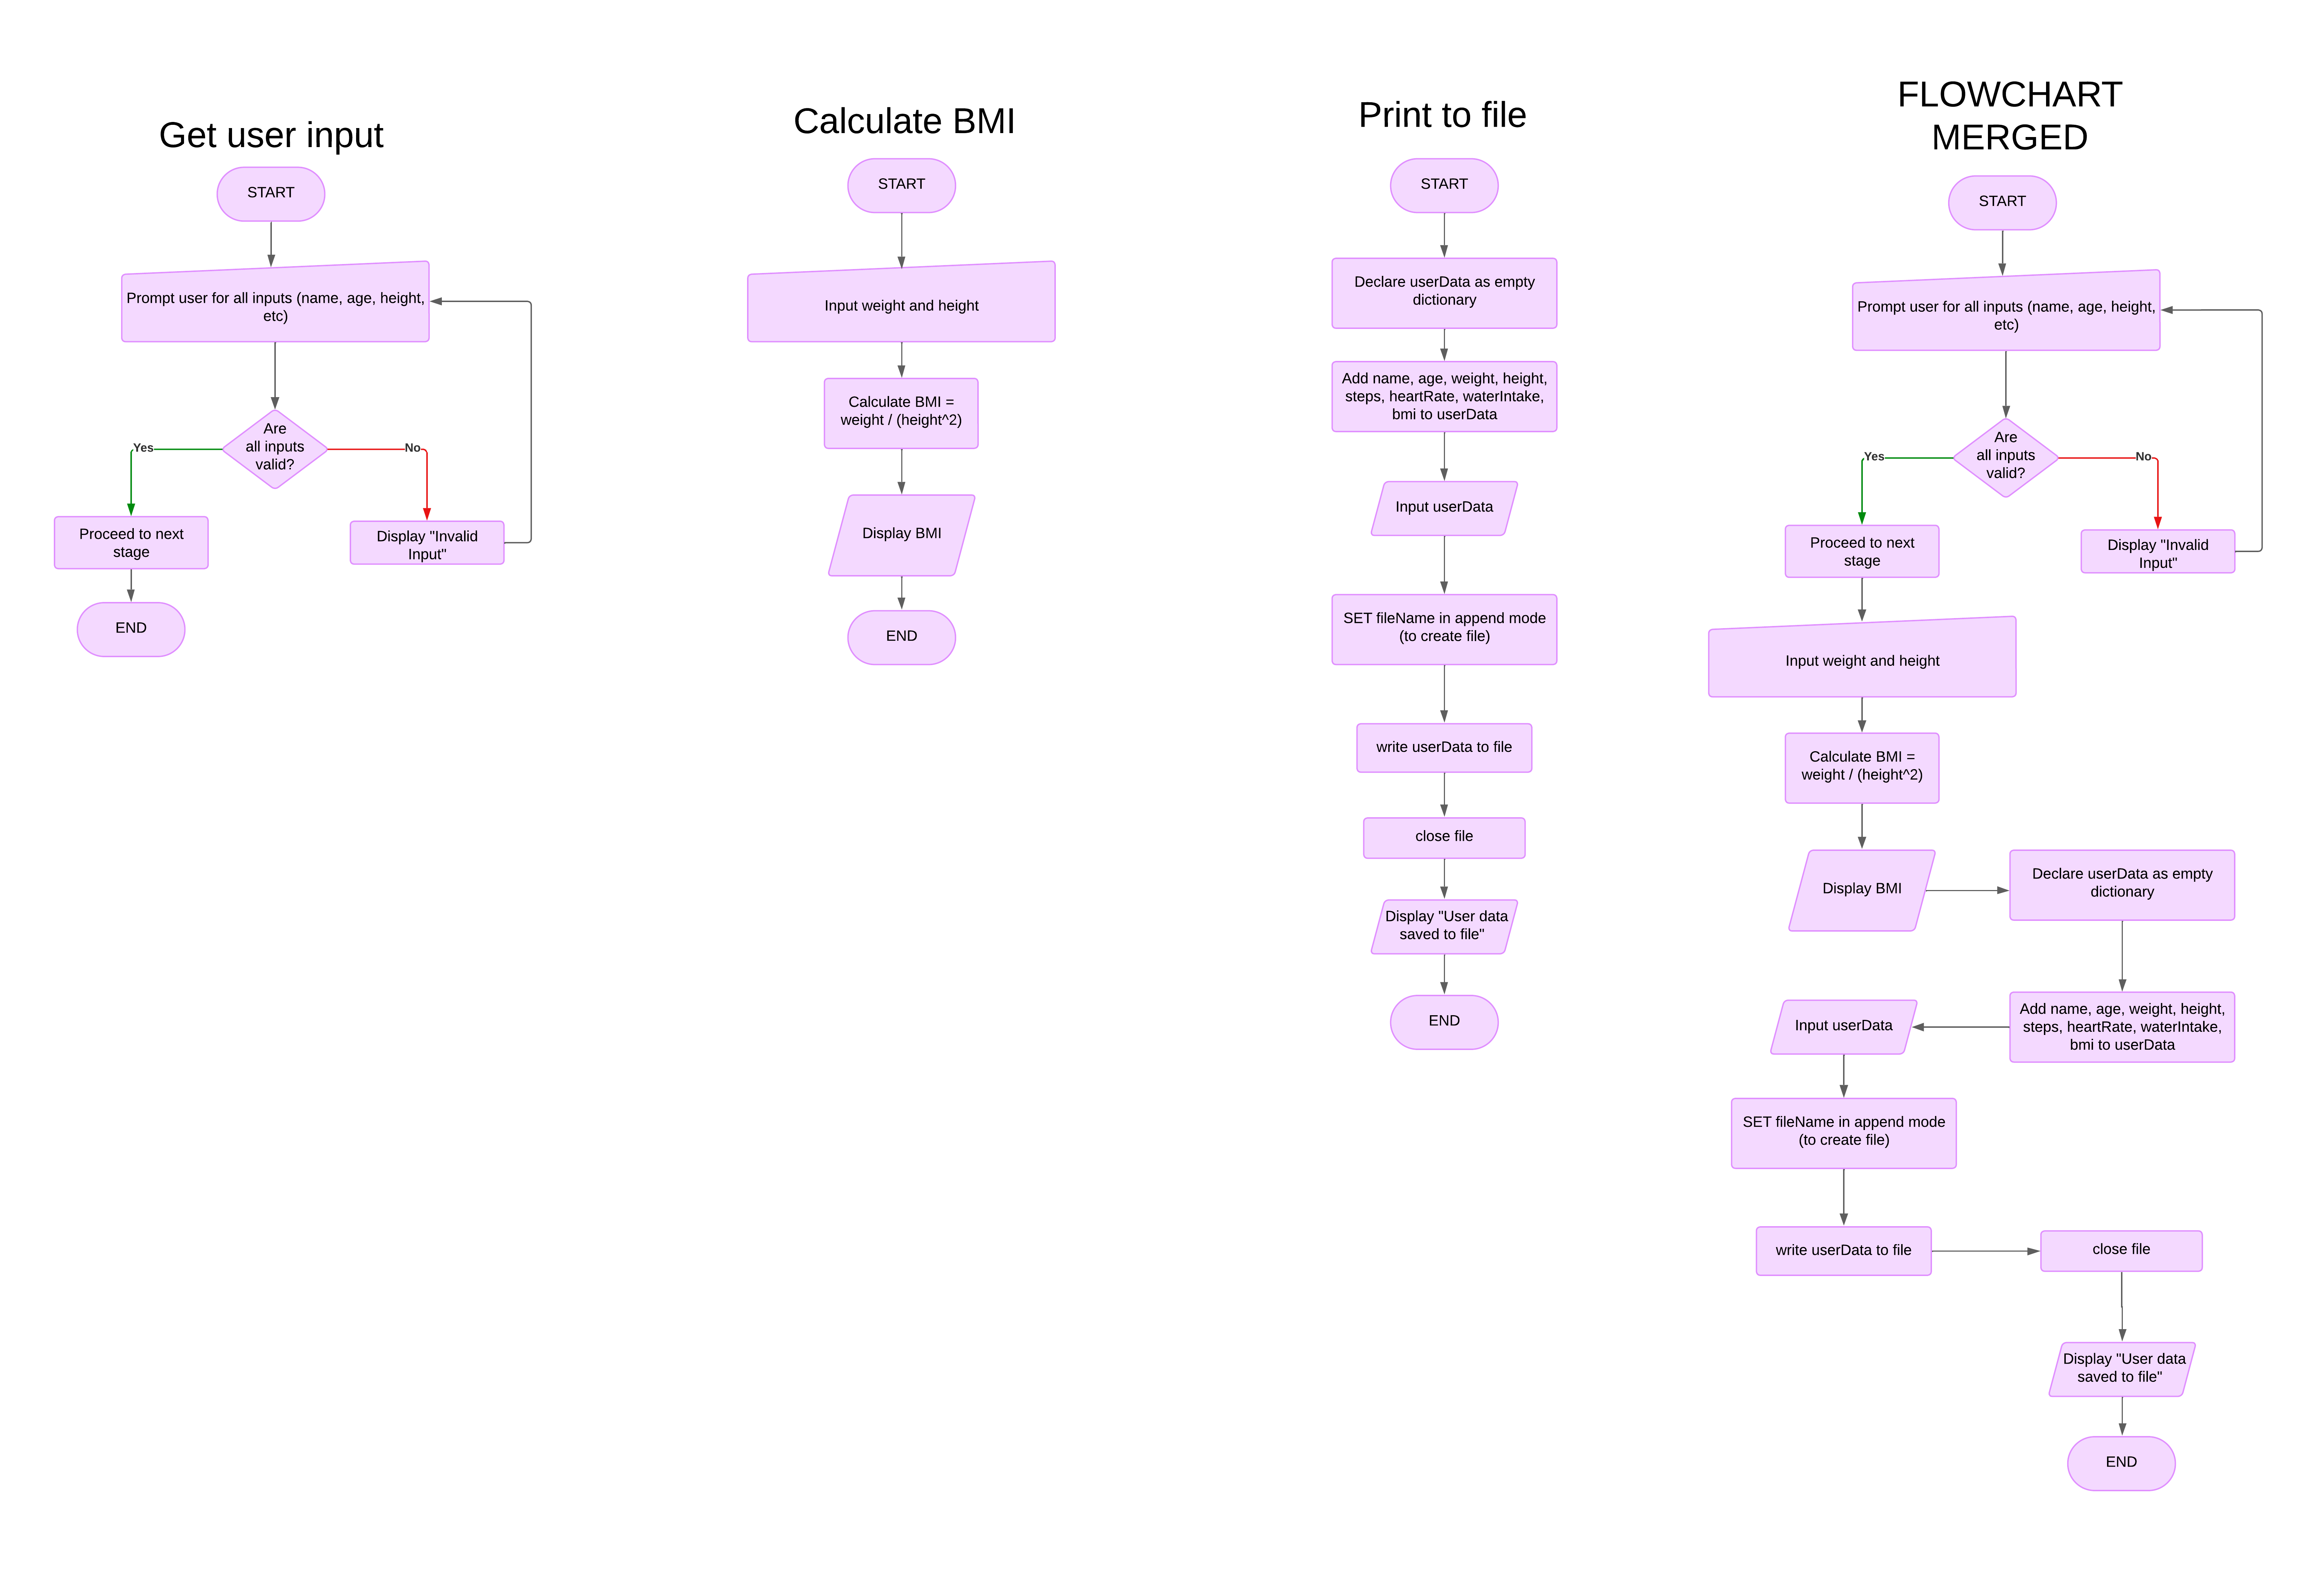 Get user input
START
Prompt user for all inputs (name, age, height,
etc)
Are
all inputs
valid?
Yes
No
Proceed to next
stage
Display "Invalid
Input"
END
Calculate BMI
START
Input weight and height
Calculate BMI =
weight / (height^2)
Display BMI
END
Print to file
START
Declare userData as empty
dictionary
Add name, age, weight, height,
steps, heartRate, waterIntake,
bmi to userData
Input userData
SET fileName in append mode
(to create file)
write userData to file
close file
Display "User data
saved to file"
END
FLOWCHART
MERGED
START
Prompt user for all inputs (name, age, height,
etc)
Are
all inputs
valid?
Yes
No
Proceed to next
stage
Display "Invalid
Input"
Input weight and height
Calculate BMI =
weight / (height^2)
Display BMI
Declare userData as empty
dictionary
Add name, age, weight, height,
steps, heartRate, waterIntake,
bmi to userData
Input userData
SET fileName in append mode
(to create file)
write userData to file
close file
Display "User data
saved to file"
END